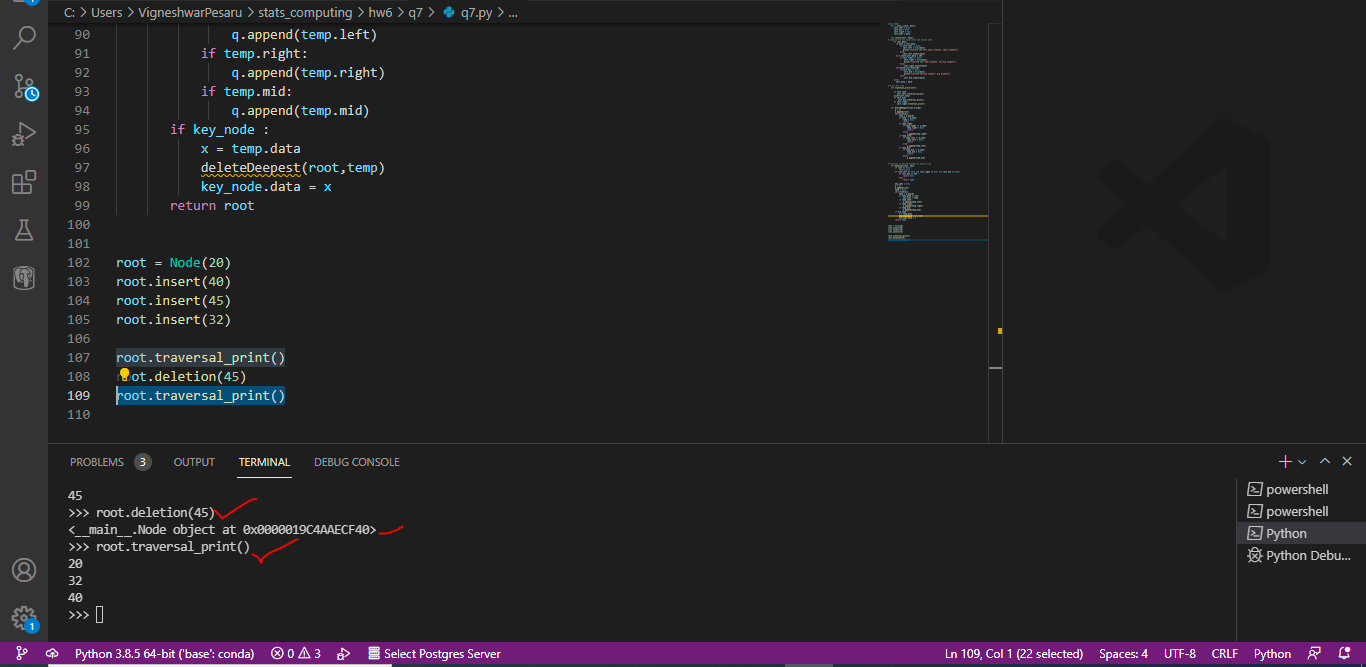 C: > Users > VigneshwarPesaru > stats_computing > hw6 > q7 > q7.py > ...
90 q.append(temp.left)
91 if temp.right:
92 q.append(temp.right)
93 if temp.mid:
94 q.append(temp.mid)
95 if key_node :
96 x = temp.data
97 deleteDeepest(root,temp)
98 key_node.data = x
99 return root
100
101
102 root = Node(20)
103 root.insert(40)
104 root.insert(45)
105 root.insert(32)
106
107 root.traversal_print()
108 ot.deletion(45)
109 root.traversal_print()
110
PROBLEMS 3 OUTPUT TERMINAL DEBUG CONSOLE
45
>>> root.deletion(45)
<__main__.Node object at 0x0000019C4AAECF40>
>>> root.traversal_print()
20
32
40
>>>
powershell
powershell
Python
Python Debu...
1
Python 3.8.5 64-bit ('base': conda) 0 3 Select Postgres Server Ln 109, Col 1 (22 selected) Spaces: 4 UTF-8 CRLF Python